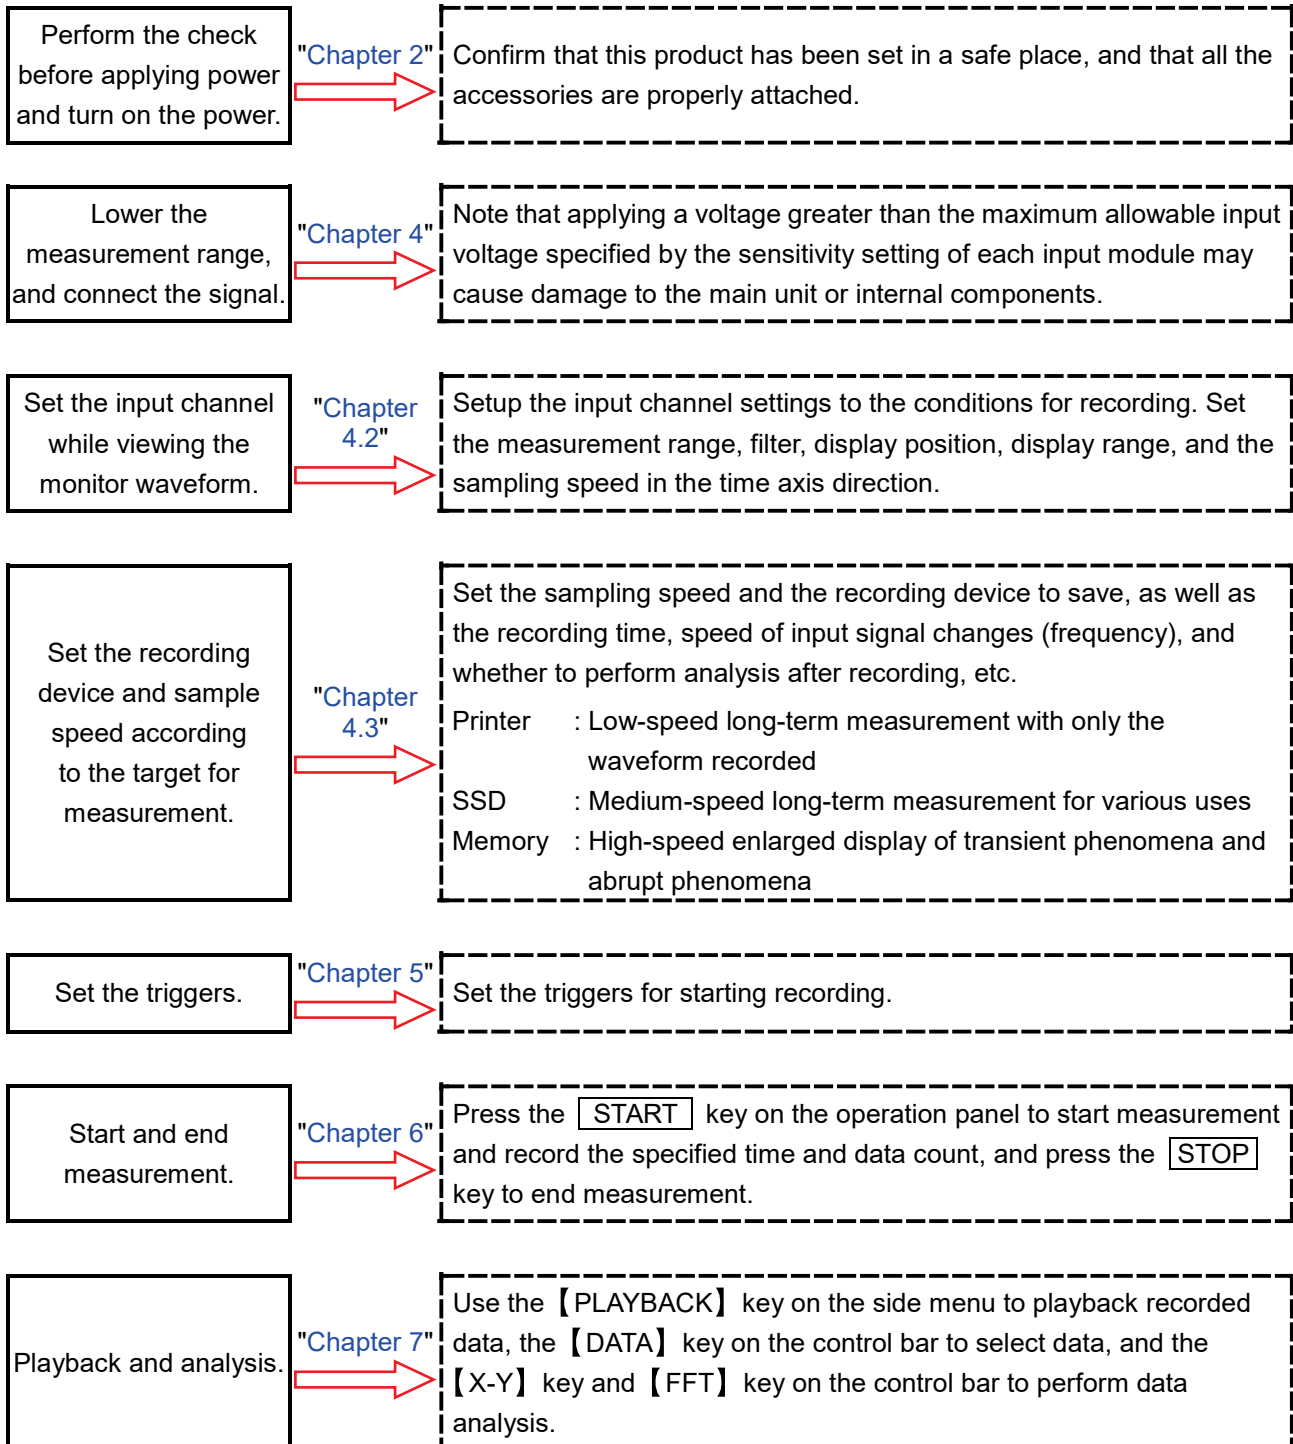 Perform the check
before applying power
and turn on the power.
"Chapter 2"
Confirm that this product has been set in a safe place, and that all the
accessories are properly attached.
Lower the
measurement range,
and connect the signal.
"Chapter 4"
Note that applying a voltage greater than the maximum allowable input
voltage specified by the sensitivity setting of each input module may
cause damage to the main unit or internal components.
Set the input channel
while viewing the
monitor waveform.
"Chapter
4.2"
Setup the input channel settings to the conditions for recording. Set
the measurement range, filter, display position, display range, and the
sampling speed in the time axis direction.
Set the recording
device and sample
speed according
to the target for
measurement.
"Chapter
4.3"
Set the sampling speed and the recording device to save, as well as
the recording time, speed of input signal changes (frequency), and
whether to perform analysis after recording, etc.
Printer : Low-speed long-term measurement with only the
waveform recorded
SSD : Medium-speed long-term measurement for various uses
Memory : High-speed enlarged display of transient phenomena and
abrupt phenomena
Set the triggers.
"Chapter 5"
Set the triggers for starting recording.
Start and end
measurement.
"Chapter 6"
Press the START key on the operation panel to start measurement
and record the specified time and data count, and press the STOP
key to end measurement.
Playback and analysis.
"Chapter 7"
Use the【PLAYBACK】key on the side menu to playback recorded
data, the【DATA】key on the control bar to select data, and the
【X-Y】key and【FFT】key on the control bar to perform data
analysis.